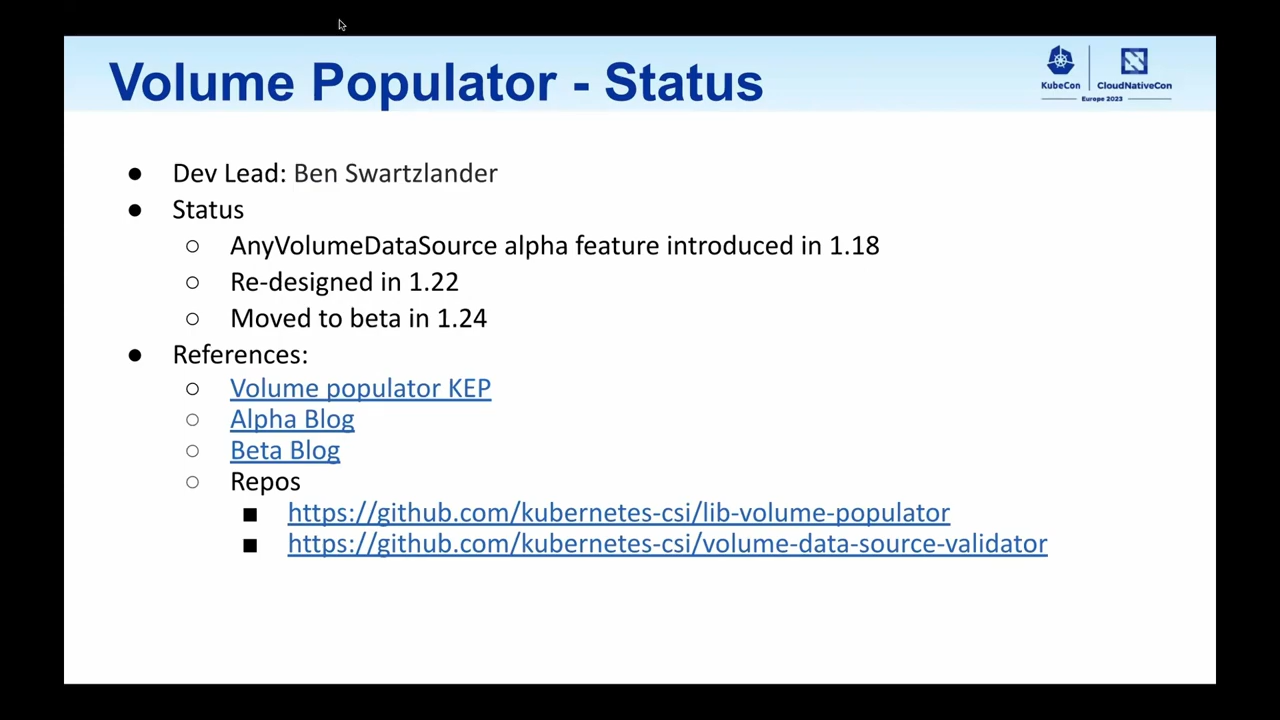 Volume Populator - Status
KubeCon
CloudNativeCon
Europe 2023
● Dev Lead: Ben Swartzlander
● Status
○ AnyVolumeDataSource alpha feature introduced in 1.18
○ Re-designed in 1.22
○ Moved to beta in 1.24
● References:
○ Volume populator KEP
○ Alpha Blog
○ Beta Blog
○ Repos
■ https://github.com/kubernetes-csi/lib-volume-populator
■ https://github.com/kubernetes-csi/volume-data-source-validator